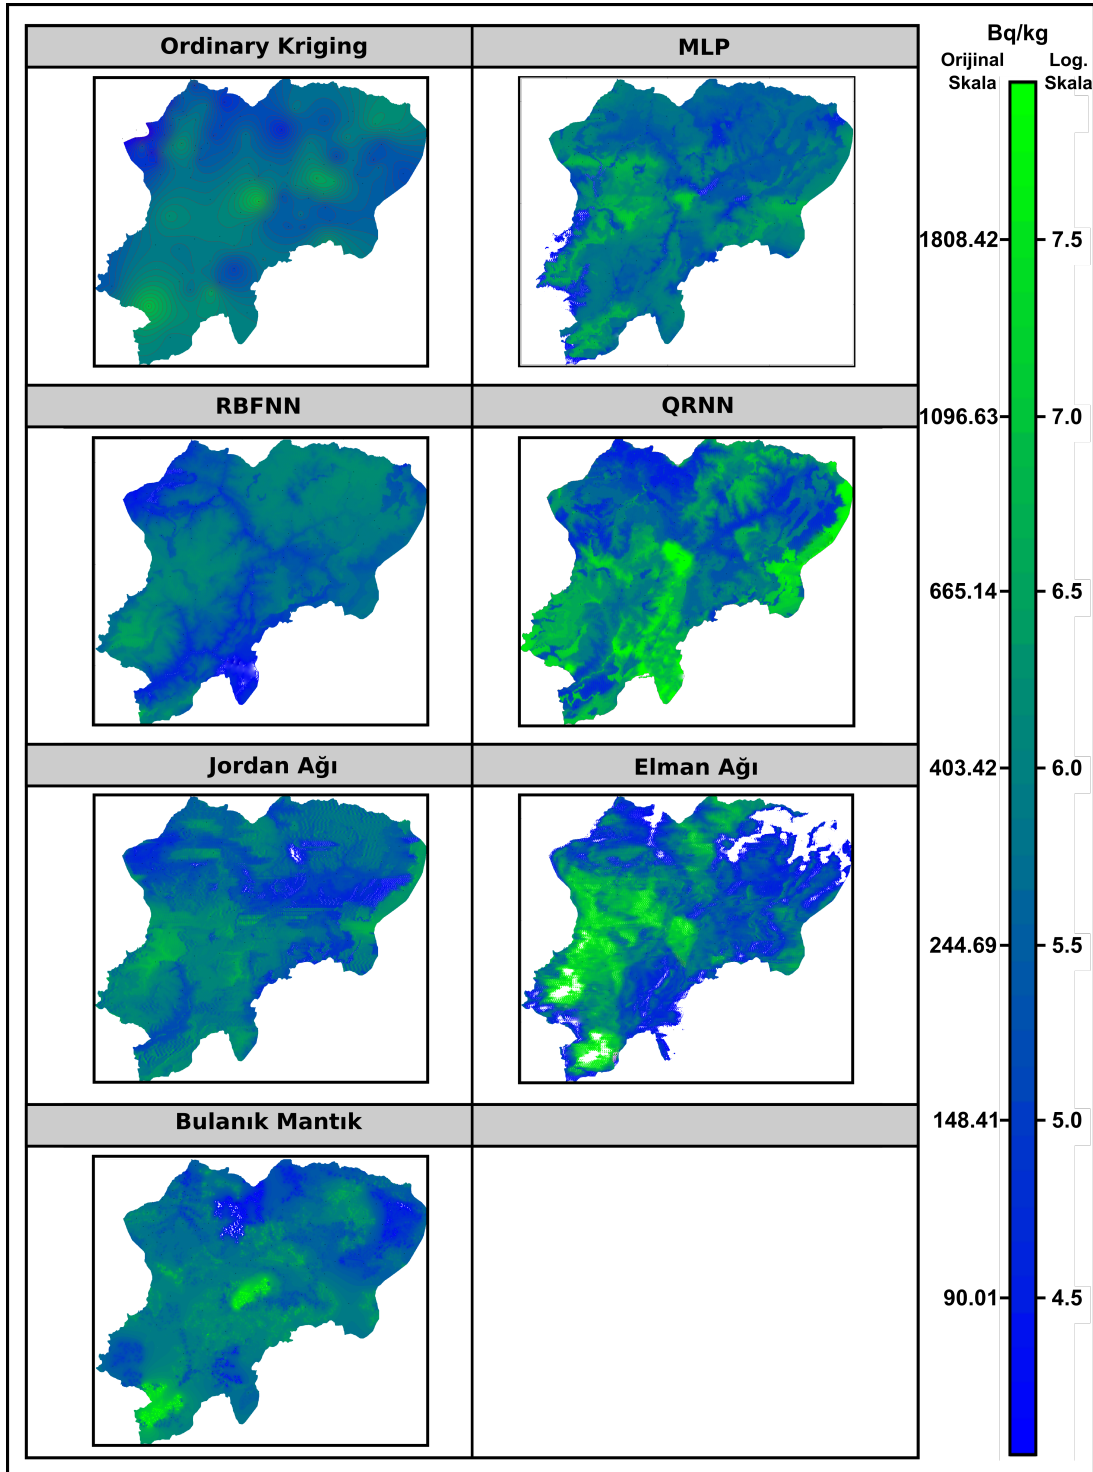 Ordinary Kriging
MLP
RBFNN
QRNN
Jordan Ağı
Elman Ağı
Bulanık Mantık
Bq/kg
Orijinal Skala
Log. Skala
1808.42 7.5
1096.63 7.0
665.14 6.5
403.42 6.0
244.69 5.5
148.41 5.0
90.01 4.5